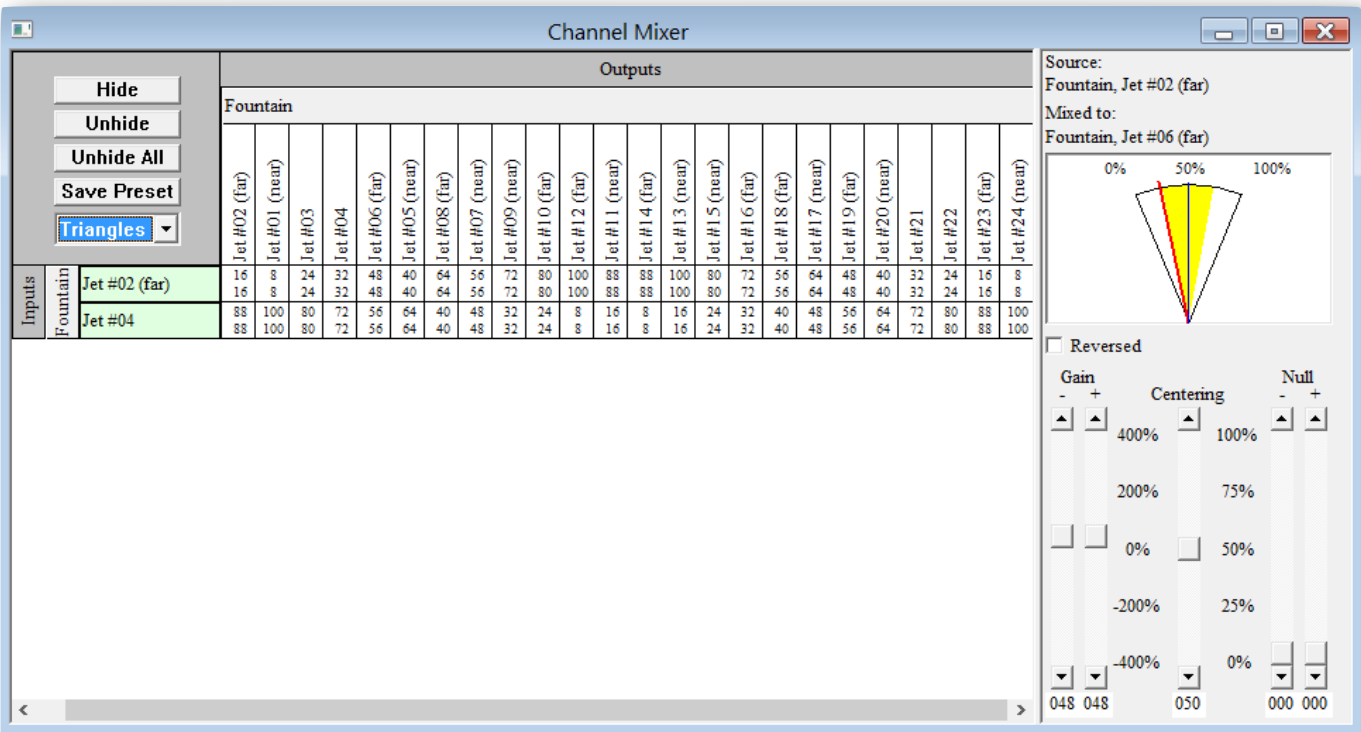 Channel Mixer
Hide
Unhide
Unhide All
Save Preset
Triangles
Outputs
Fountain
Jet #02 (far)
Jet #01 (near)
Jet #03
Jet #04
Jet #06 (far)
Jet #05 (near)
Jet #08 (far)
Jet #07 (near)
Jet #09 (near)
Jet #10 (far)
Jet #12 (far)
Jet #11 (near)
Jet #14 (far)
Jet #13 (near)
Jet #15 (near)
Jet #16 (far)
Jet #18 (far)
Jet #17 (near)
Jet #19 (far)
Jet #20 (near)
Jet #21
Jet #22
Jet #23 (far)
Jet #24 (near)
Inputs
Fountain
Jet #02 (far)
16 8 24 32 48 40 64 56 72 80 100 88 88 100 80 72 56 64 48 40 32 24 16 8
16 8 24 32 48 40 64 56 72 80 100 88 88 100 80 72 56 64 48 40 32 24 16 8
Jet #04
88 100 80 72 56 64 40 48 32 24 8 16 8 16 24 32 40 48 56 64 72 80 88 100
88 100 80 72 56 64 40 48 32 24 8 16 8 16 24 32 40 48 56 64 72 80 88 100
Source:
Fountain, Jet #02 (far)
Mixed to:
Fountain, Jet #06 (far)
0% 50% 100%
Reversed
Gain
- +
Centering
Null
- +
400% 100%
200% 75%
0% 50%
-200% 25%
-400% 0%
048 048 050 000 000